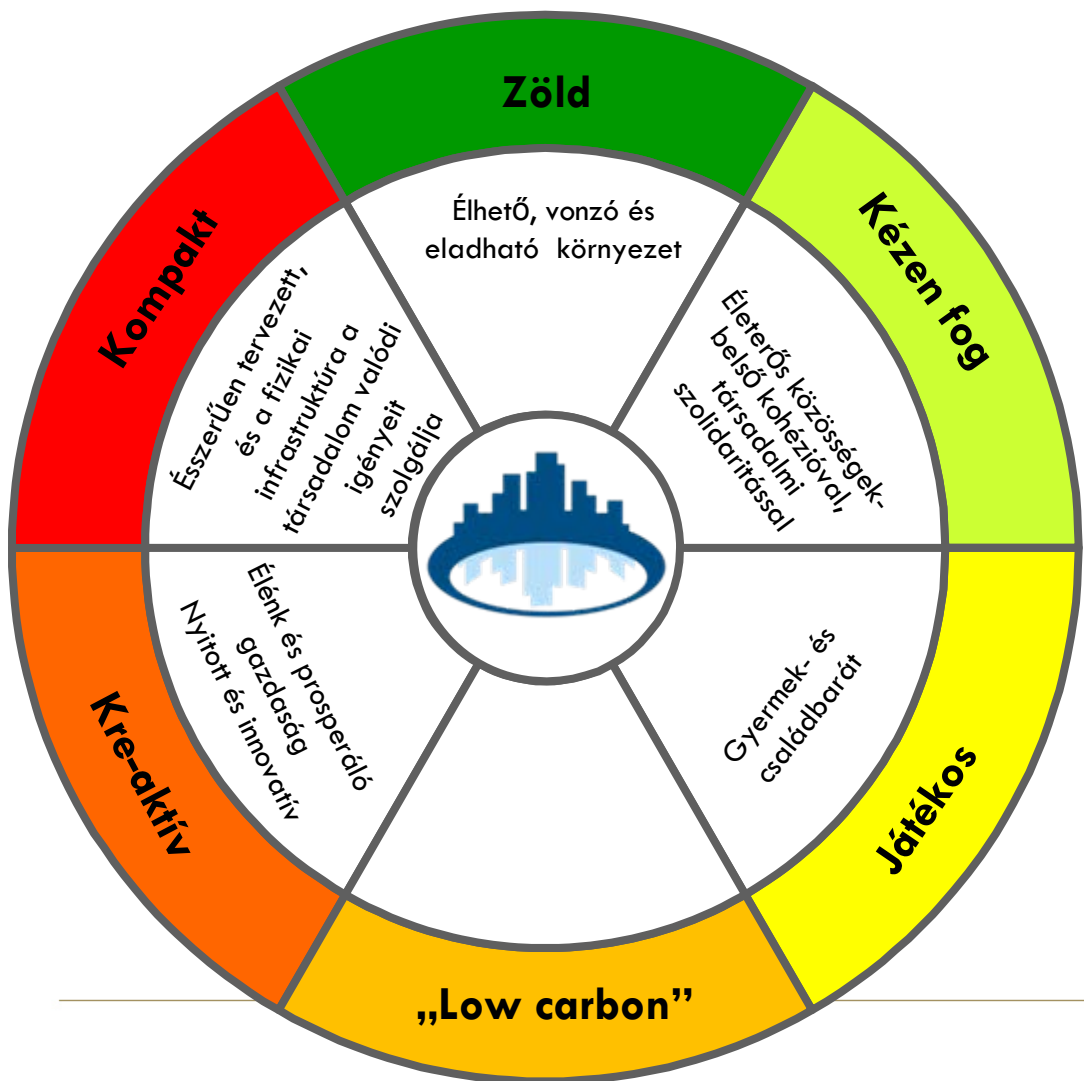 Zöld
Élhető, vonzó és
eladható környezet
Kézen fog
Életerős közösségek-
belső kohézióval,
társadalmi
szolidaritással
Játékos
Gyermek- és
családbarát
„Low carbon”
Kre-aktív
Élénk és prosperáló
gazdaság
Nyitott és innovatív
Kompakt
Ésszerűen tervezett,
és a fizikai
infrastruktúra a
társadalom valódi
igényeit
szolgálja